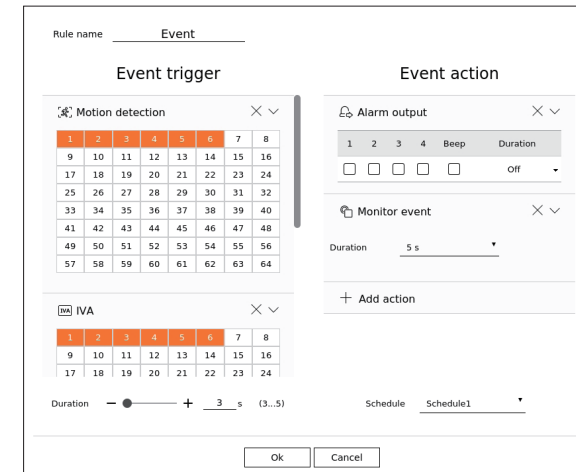 Rule name Event
Event trigger
Motion detection
1 2 3 4 5 6 7 8
9 10 11 12 13 14 15 16
17 18 19 20 21 22 23 24
25 26 27 28 29 30 31 32
33 34 35 36 37 38 39 40
41 42 43 44 45 46 47 48
49 50 51 52 53 54 55 56
57 58 59 60 61 62 63 64
IVA IVA
1 2 3 4 5 6 7 8
9 10 11 12 13 14 15 16
17 18 19 20 21 22 23 24
Duration 3 s (3...5)
Event action
Alarm output
1 2 3 4 Beep Duration
Off
Monitor event
Duration 5 s
+ Add action
Schedule Schedule1
Ok Cancel